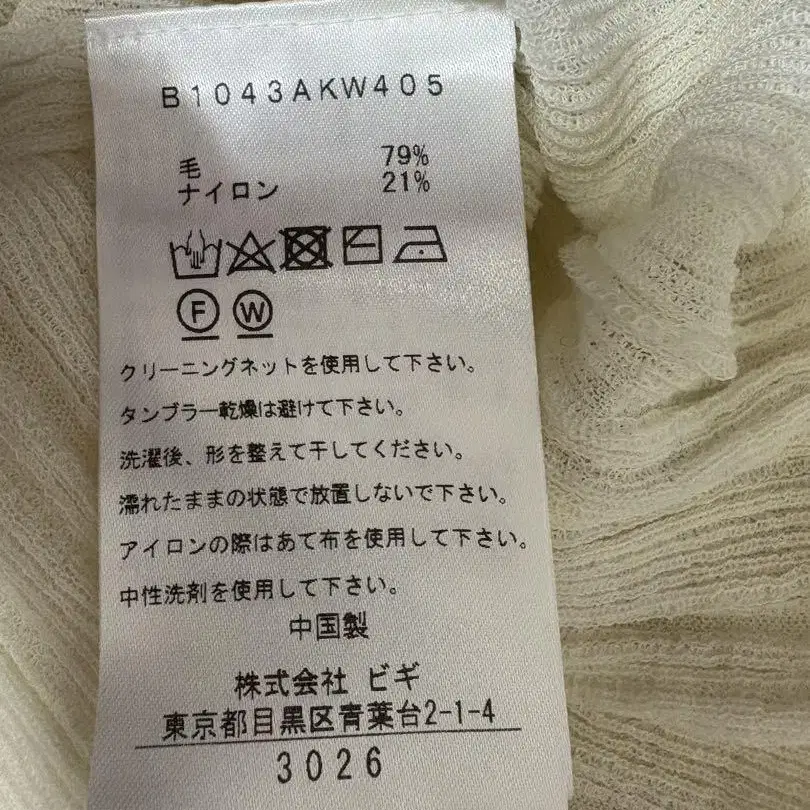 B1043AKW405
毛 79%
ナイロン 21%
F W
クリーニングネットを使用して下さい。
タンブラー乾燥は避けて下さい。
洗濯後、形を整えて干してください。
濡れたままの状態で放置しないで下さい。
アイロンの際はあて布を使用して下さい。
中性洗剤を使用して下さい。
中国製
株式会社 ビギ
東京都目黒区青葉台2-1-4
3026